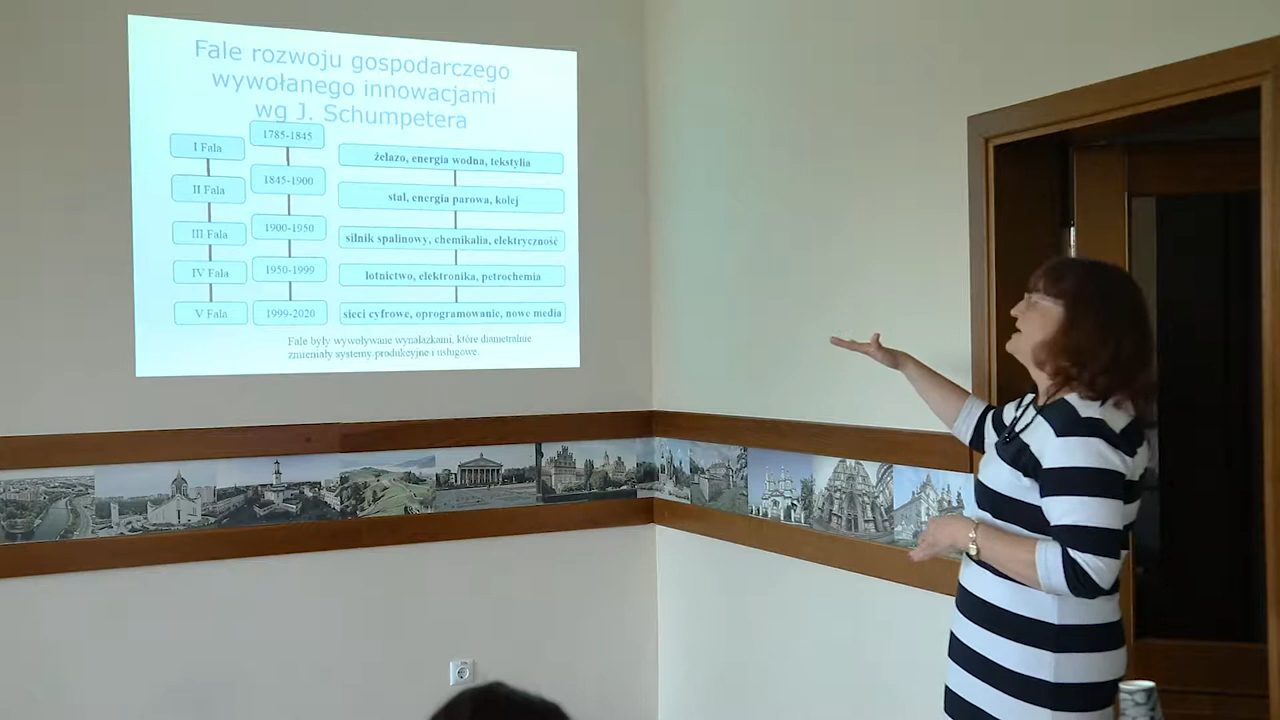 Fale rozwoju gospodarczego
wywołanego innowacjami
wg J. Schumpetera
I Fala
1785-1845
żelazo, energia wodna, tekstylia
II Fala
1845-1900
stal, energia parowa, kolej
III Fala
1900-1950
silnik spalinowy, chemikalia, elektryczność
IV Fala
1950-1999
lotnictwo, elektronika, petrochemia
V Fala
1999-2020
sieci cyfrowe, oprogramowanie, nowe media
Fale były wywoływane wynalazkami, które diametralnie
zmieniały systemy produkcyjne i usługowe.